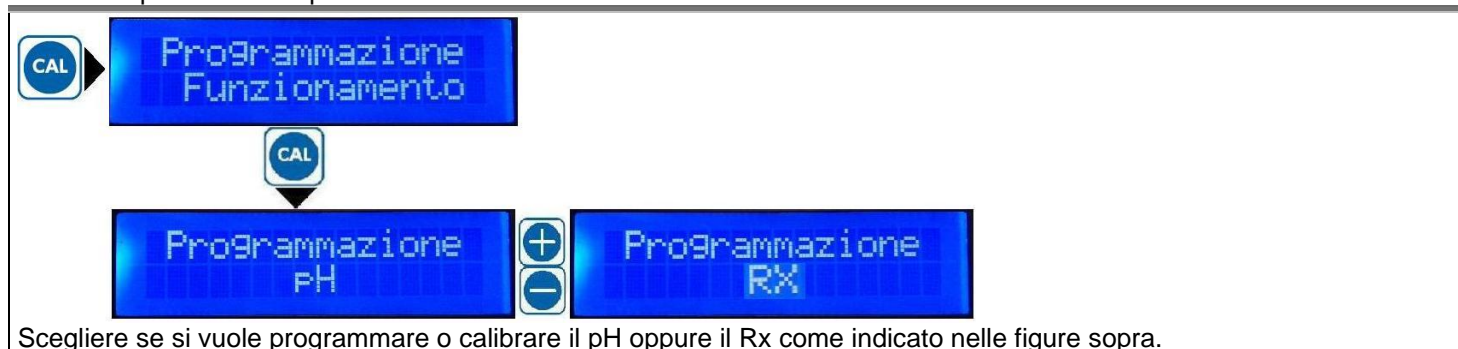 CAL
Programmazione
Funzionamento
CAL
Programmazione
pH
Programmazione
RX
Scegliere se si vuole programmare o calibrare il pH oppure il Rx come indicato nelle figure sopra.